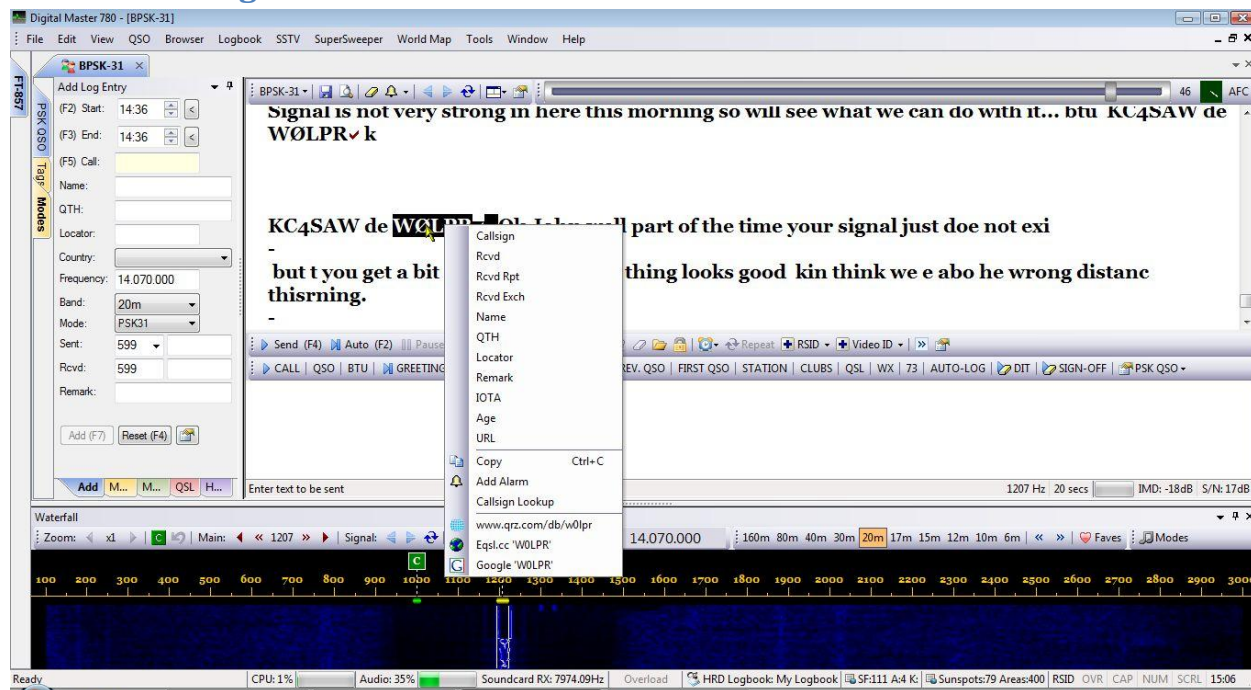 Digital Master 780 - [BPSK-31]
File Edit View QSO Browser Logbook SSTV SuperSweeper World Map Tools Window Help
BPSK-31
FT-857
PSK QSO
Tags
Modes
Add Log Entry
(F2) Start: 14:36 <
(F3) End: 14:36 <
(F5) Call:
Name:
QTH:
Locator:
Country:
Frequency: 14.070.000
Band: 20m
Mode: PSK31
Sent: 599
Rcvd: 599
Remark:
Add (F7) Reset (F4)
Add M... M... QSL H...
BPSK-31 46 AFC
Signal is not very strong in here this morning so will see what we can do with it... btu KC4SAW de
WØLPR k
KC4SAW de WØLPR part of the time your signal just doe not exi
-
but t you get a bit thing looks good kin think we e abo he wrong distanc
thisrning.
-
Callsign
Rcvd
Rcvd Rpt
Rcvd Exch
Name
QTH
Locator
Remark
IOTA
Age
URL
Copy Ctrl+C
Add Alarm
Callsign Lookup
www.qrz.com/db/w0lpr
Eqsl.cc 'W0LPR'
Google 'W0LPR'
Send (F4) Auto (F2) Pause Repeat RSID Video ID
CALL QSO BTU GREETING REV. QSO FIRST QSO STATION CLUBS QSL WX 73 AUTO-LOG DIT SIGN-OFF PSK QSO
Enter text to be sent 1207 Hz 20 secs IMD: -18dB S/N: 17dB
Waterfall
Zoom: x1 C Main: « 1207 » Signal: 14.070.000 160m 80m 40m 30m 20m 17m 15m 12m 10m 6m « » Faves Modes
C
100 200 300 400 500 600 700 800 900 1000 1100 1200 1300 1400 1500 1600 1700 1800 1900 2000 2100 2200 2300 2400 2500 2600 2700 2800 2900 3000
Ready CPU: 1% Audio: 35% Soundcard RX: 7974.09Hz Overload HRD Logbook: My Logbook SF:111 A:4 K: Sunspots:79 Areas:400 RSID OVR CAP NUM SCRL 15:06